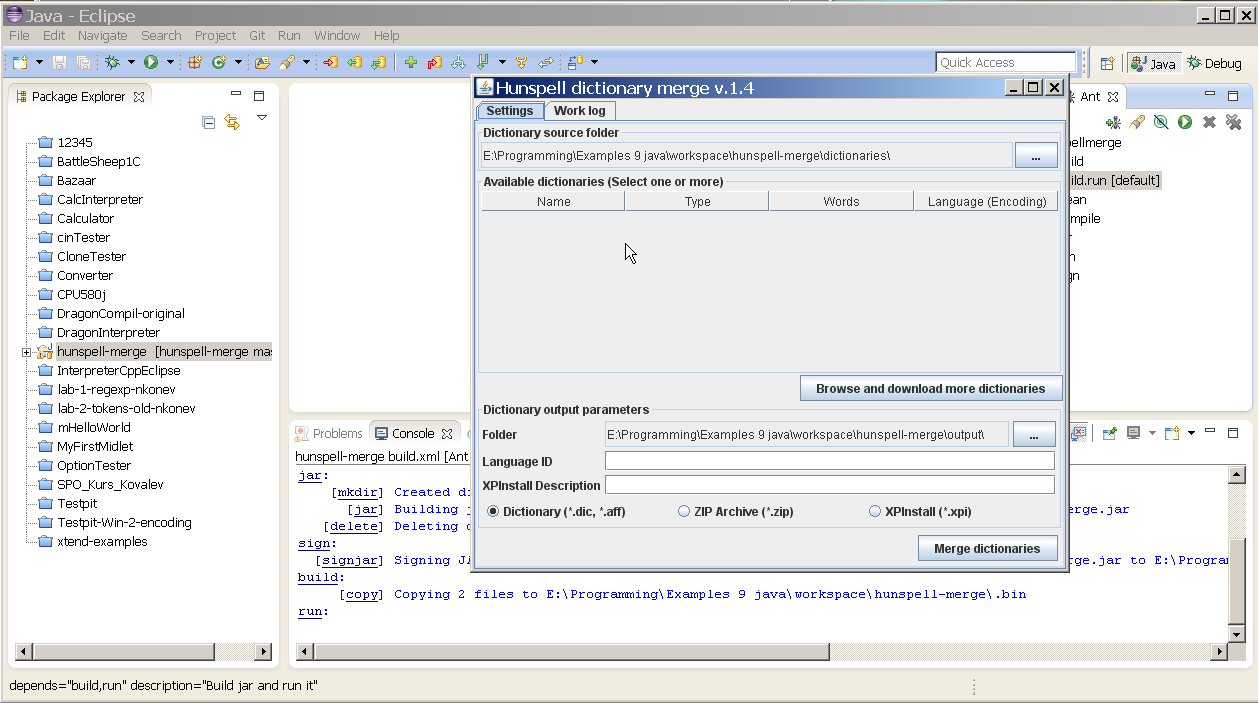 Java - Eclipse
File Edit Navigate Search Project Git Run Window Help
Quick Access
Java
Debug
Package Explorer
12345
BattleSheep1C
Bazaar
CalcInterpreter
Calculator
cinTester
CloneTester
Converter
CPU580j
DragonCompil-original
DragonInterpreter
hunspell-merge [hunspell-merge mas
InterpreterCppEclipse
lab-1-regexp-nkonev
lab-2-tokens-old-nkonev
mHelloWorld
MyFirstMidlet
OptionTester
SPO_Kurs_Kovalev
Testpit
Testpit-Win-2-encoding
xtend-examples
Hunspell dictionary merge v.1.4
Settings
Work log
Dictionary source folder
E:\Programming\Examples 9 java\workspace\hunspell-merge\dictionaries\
...
Available dictionaries (Select one or more)
Name Type Words Language (Encoding)
Browse and download more dictionaries
Dictionary output parameters
Folder
E:\Programming\Examples 9 java\workspace\hunspell-merge\output\
...
Language ID
XPInstall Description
Dictionary (*.dic, *.aff)
ZIP Archive (*.zip)
XPInstall (*.xpi)
Merge dictionaries
Ant
pellmerge
ild
ild.run [default]
ean
mpile
n
gn
Problems
Console
hunspell-merge build.xml [Ant
jar:
[mkdir] Created di
[jar] Building j
erge.jar
[delete] Deleting d
sign:
[signjar] Signing JA
rge.jar to E:\Progra
build:
[copy] Copying 2 files to E:\Programming\Examples 9 java\workspace\hunspell-merge\.bin
run:
depends="build,run" description="Build jar and run it"